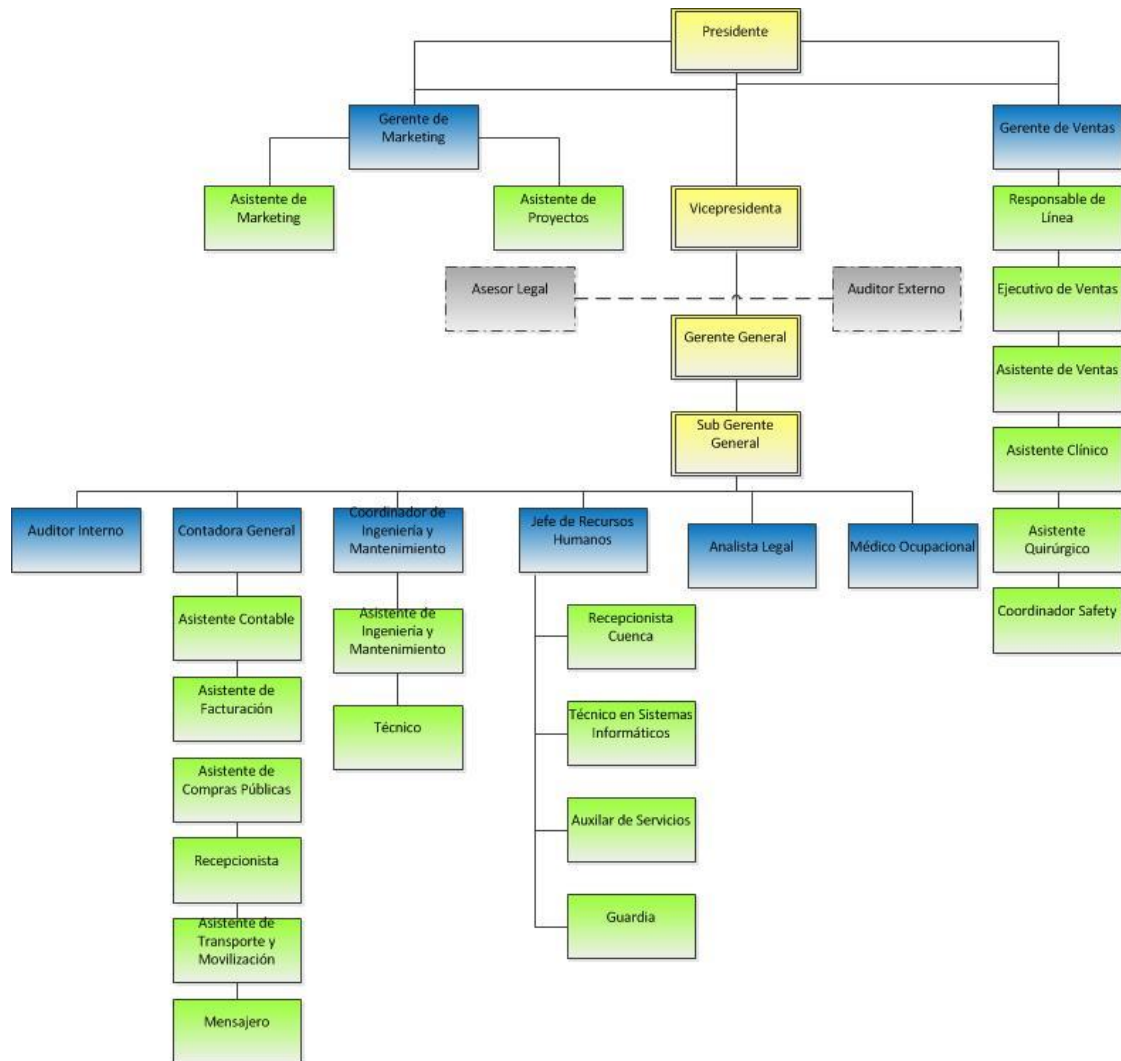 Presidente
Gerente de
Marketing
Gerente de Ventas
Asistente de
Marketing
Asistente de
Proyectos
Vicepresidenta
Responsable de
Línea
Asesor Legal
Auditor Externo
Ejecutivo de Ventas
Gerente General
Asistente de Ventas
Sub Gerente
General
Asistente Clínico
Auditor Interno
Contadora General
Coordinador de
Ingeniería y
Mantenimiento
Jefe de Recursos
Humanos
Analista Legal
Médico Ocupacional
Asistente
Quirúrgico
Asistente Contable
Asistente de
Ingeniería y
Mantenimiento
Recepcionista
Cuenca
Coordinador Safety
Asistente de
Facturación
Técnico
Técnico en Sistemas
Informáticos
Asistente de
Compras Públicas
Auxilar de Servicios
Recepcionista
Guardia
Asistente de
Transporte y
Movilización
Mensajero